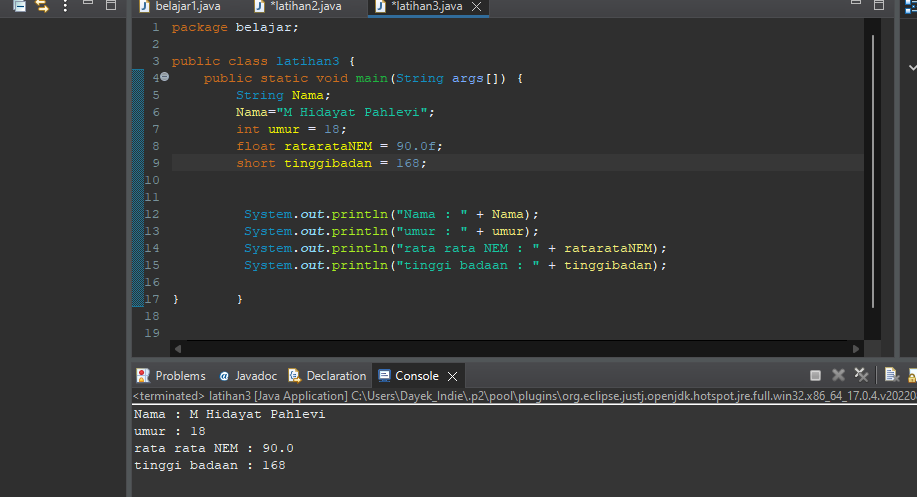 belajar1.java *latihan2.java *latihan3.java
1 package belajar;
2
3 public class latihan3 {
4 public static void main(String args[]) {
5 String Nama;
6 Nama="M Hidayat Pahlevi";
7 int umur = 18;
8 float ratarataNEM = 90.0f;
9 short tinggibadan = 168;
10
11
12 System.out.println("Nama : " + Nama);
13 System.out.println("umur : " + umur);
14 System.out.println("rata rata NEM : " + ratarataNEM);
15 System.out.println("tinggi badaan : " + tinggibadan);
16
17 } }
18
19
Problems Javadoc Declaration Console
<terminated> latihan3 [Java Application] C:\Users\Dayek_Indie\.p2\pool\plugins\org.eclipse.justj.openjdk.hotspot.jre.full.win32.x86_64_17.0.4.v20220
Nama : M Hidayat Pahlevi
umur : 18
rata rata NEM : 90.0
tinggi badaan : 168